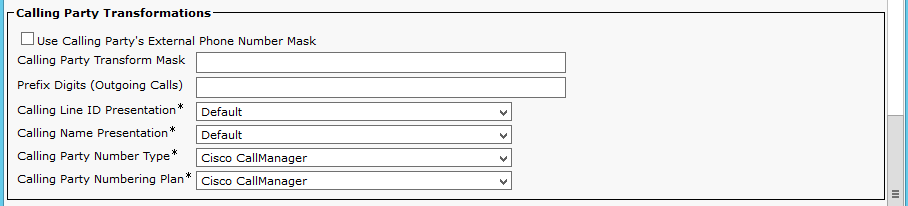 Calling Party Transformations
Use Calling Party's External Phone Number Mask
Calling Party Transform Mask
Prefix Digits (Outgoing Calls)
Calling Line ID Presentation* Default
Calling Name Presentation* Default
Calling Party Number Type* Cisco CallManager
Calling Party Numbering Plan* Cisco CallManager